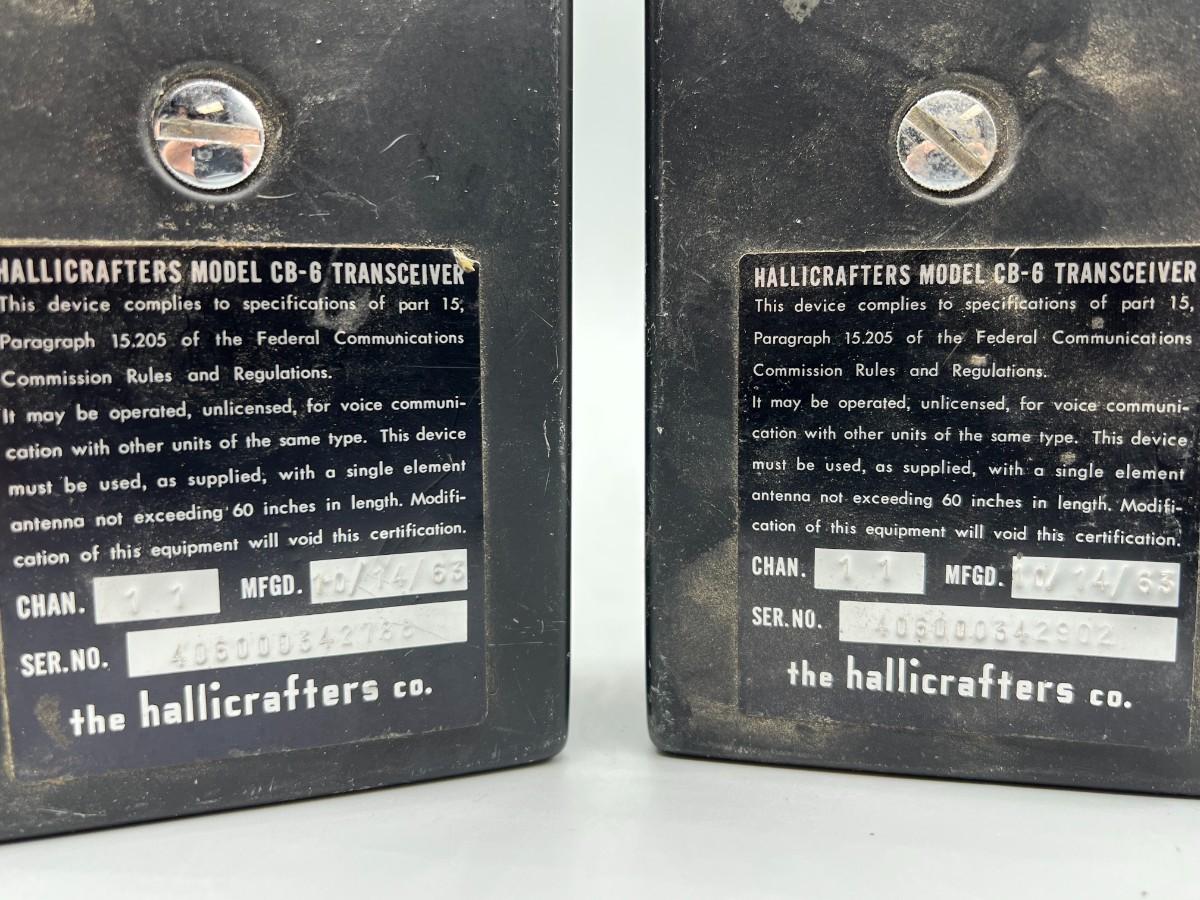 HALLICRAFTERS MODEL CB-6 TRANSCEIVER
This device complies to specifications of part 15,
Paragraph 15.205 of the Federal Communications
Commission Rules and Regulations.
It may be operated, unlicensed, for voice communi-
cation with other units of the same type. This device
must be used, as supplied, with a single element
antenna not exceeding 60 inches in length. Modifi-
cation of this equipment will void this certification.
CHAN. 11 MFGD. 10/14/63
SER.NO.
the hallicrafters co.
HALLICRAFTERS MODEL CB-6 TRANSCEIVER
This device complies to specifications of part 15,
Paragraph 15.205 of the Federal Communications
Commission Rules and Regulations.
It may be operated, unlicensed, for voice communi-
cation with other units of the same type. This device
must be used, as supplied, with a single element
antenna not exceeding 60 inches in length. Modifi-
cation of this equipment will void this certification.
CHAN. 11 MFGD. 10/14/63
SER.NO. 406000342902
the hallicrafters co.